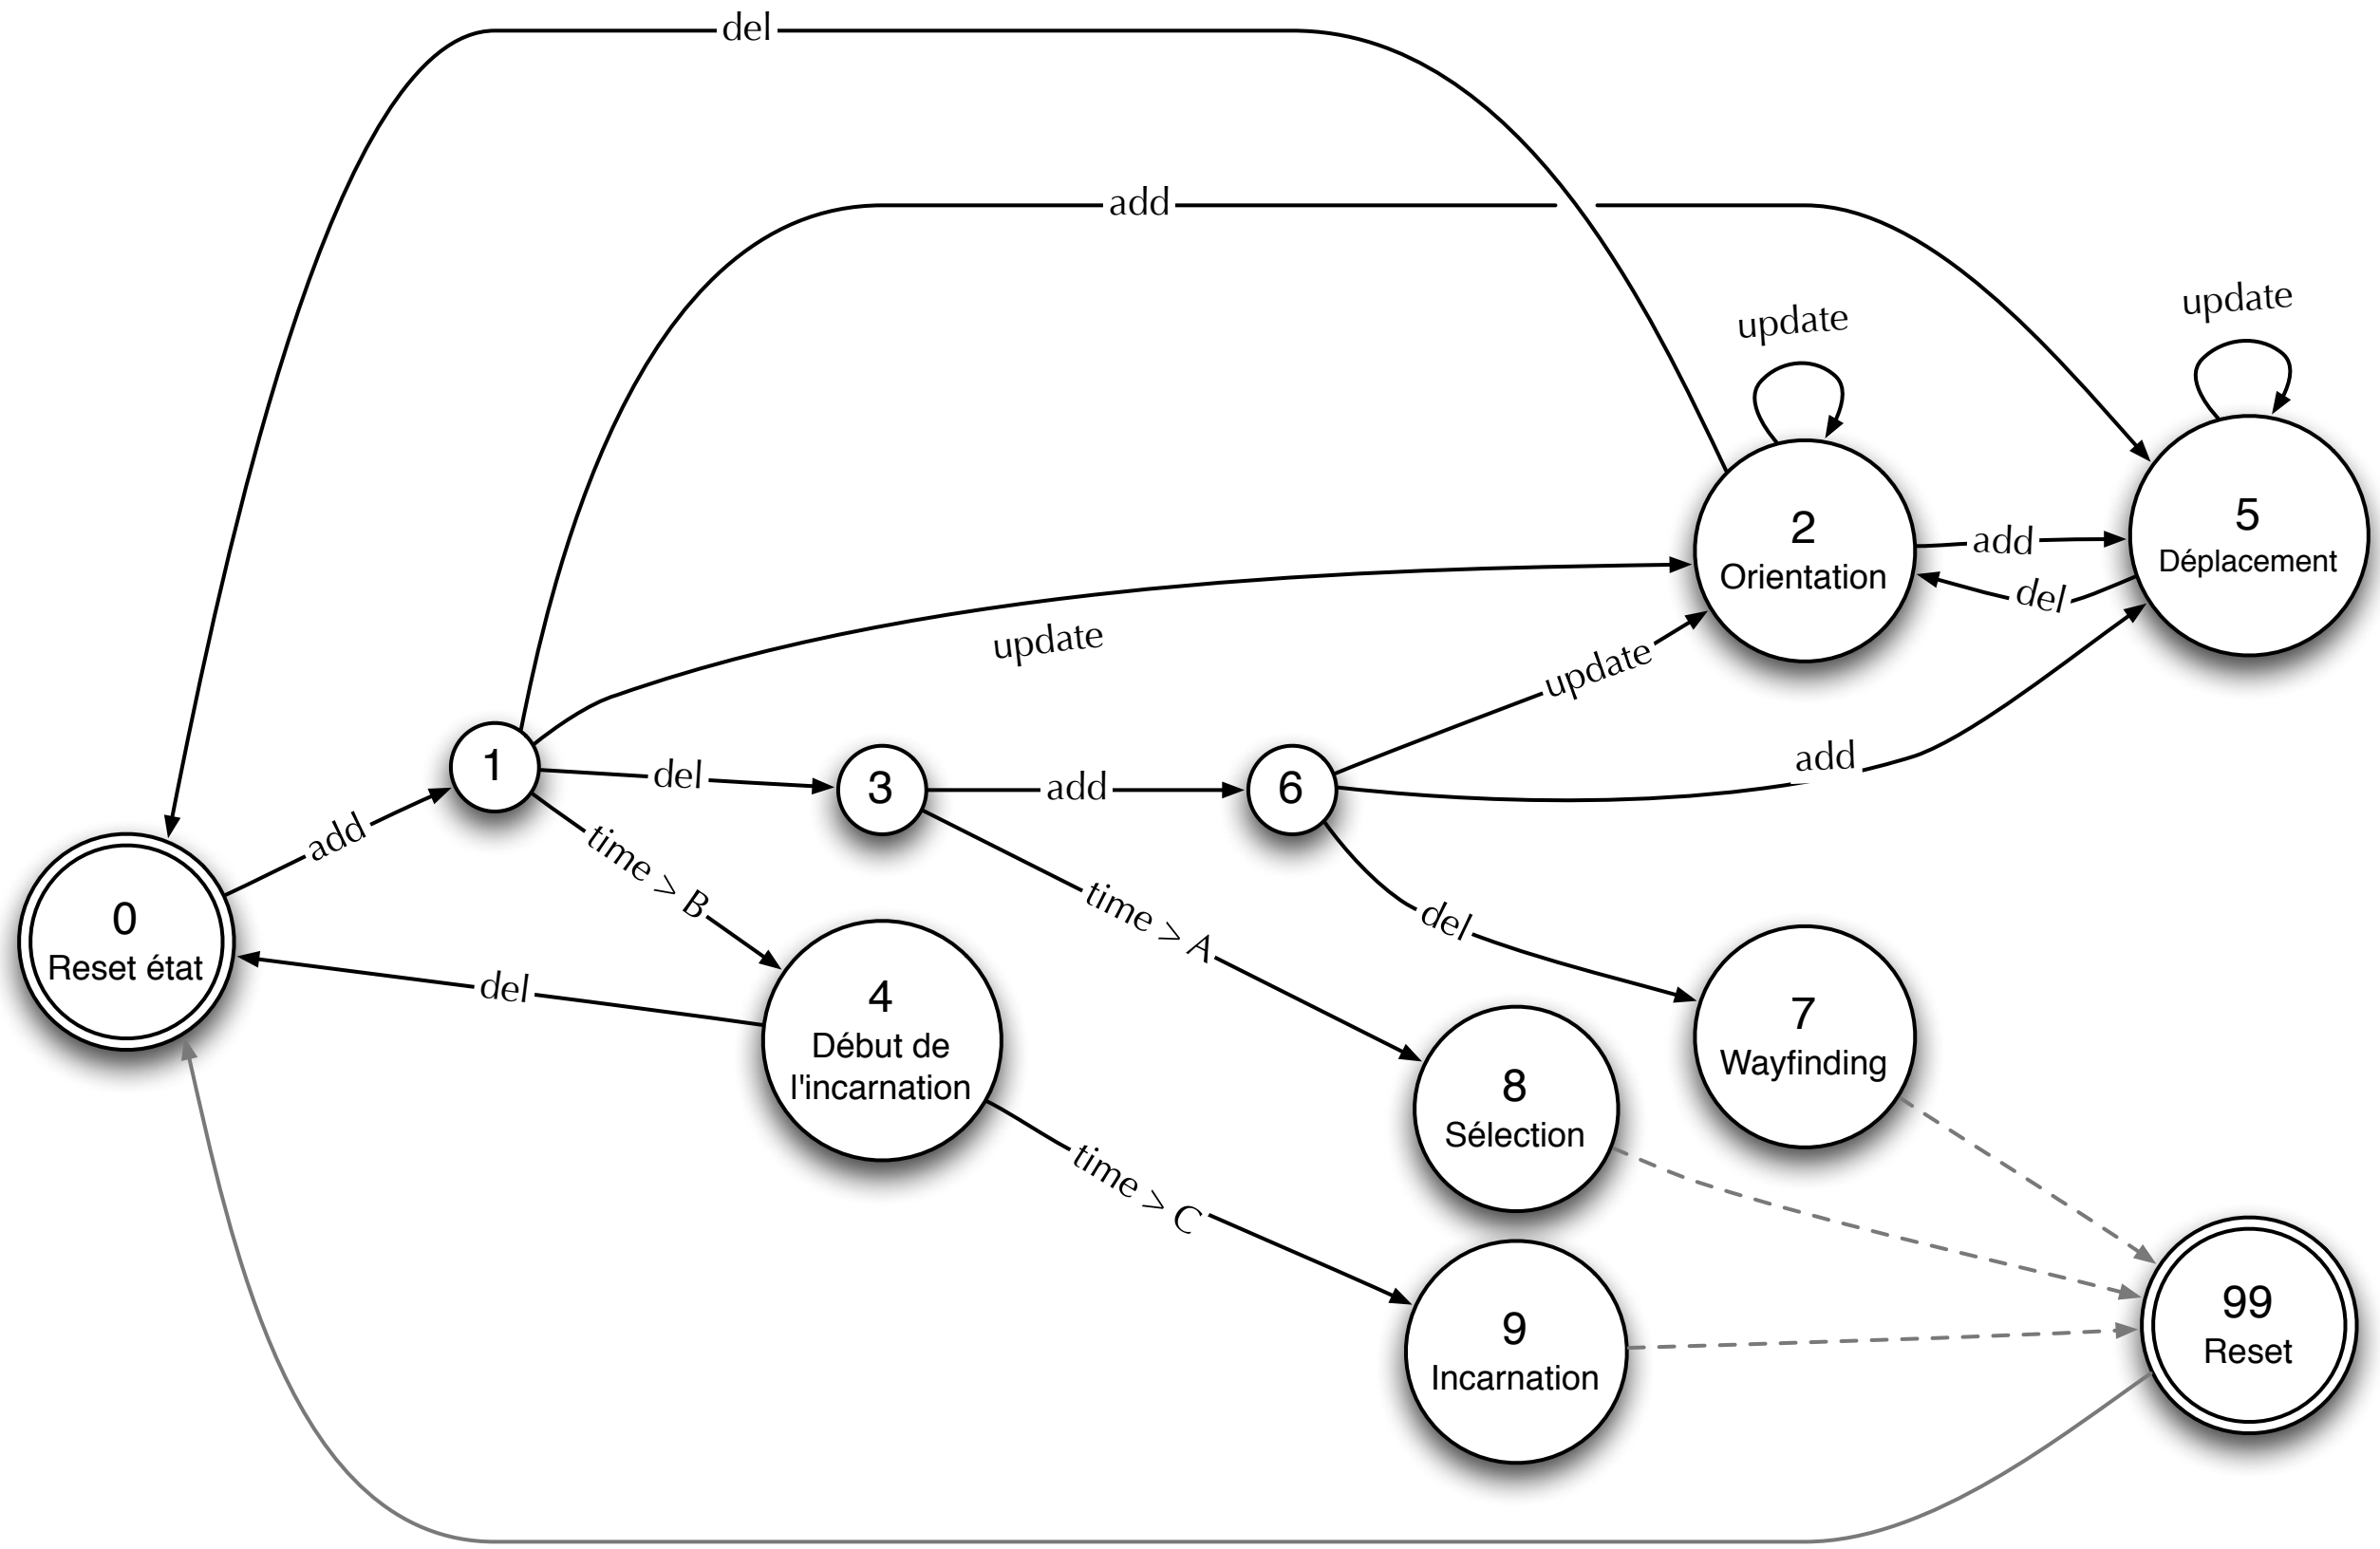 del
add
update
update
2
Orientation
add
5
Déplacement
del
update
update
add
1
del
3
add
6
add
time > B
time > A
del
0
Reset état
del
4
Début de
l'incarnation
7
Wayfinding
8
Sélection
time > C
9
Incarnation
99
Reset